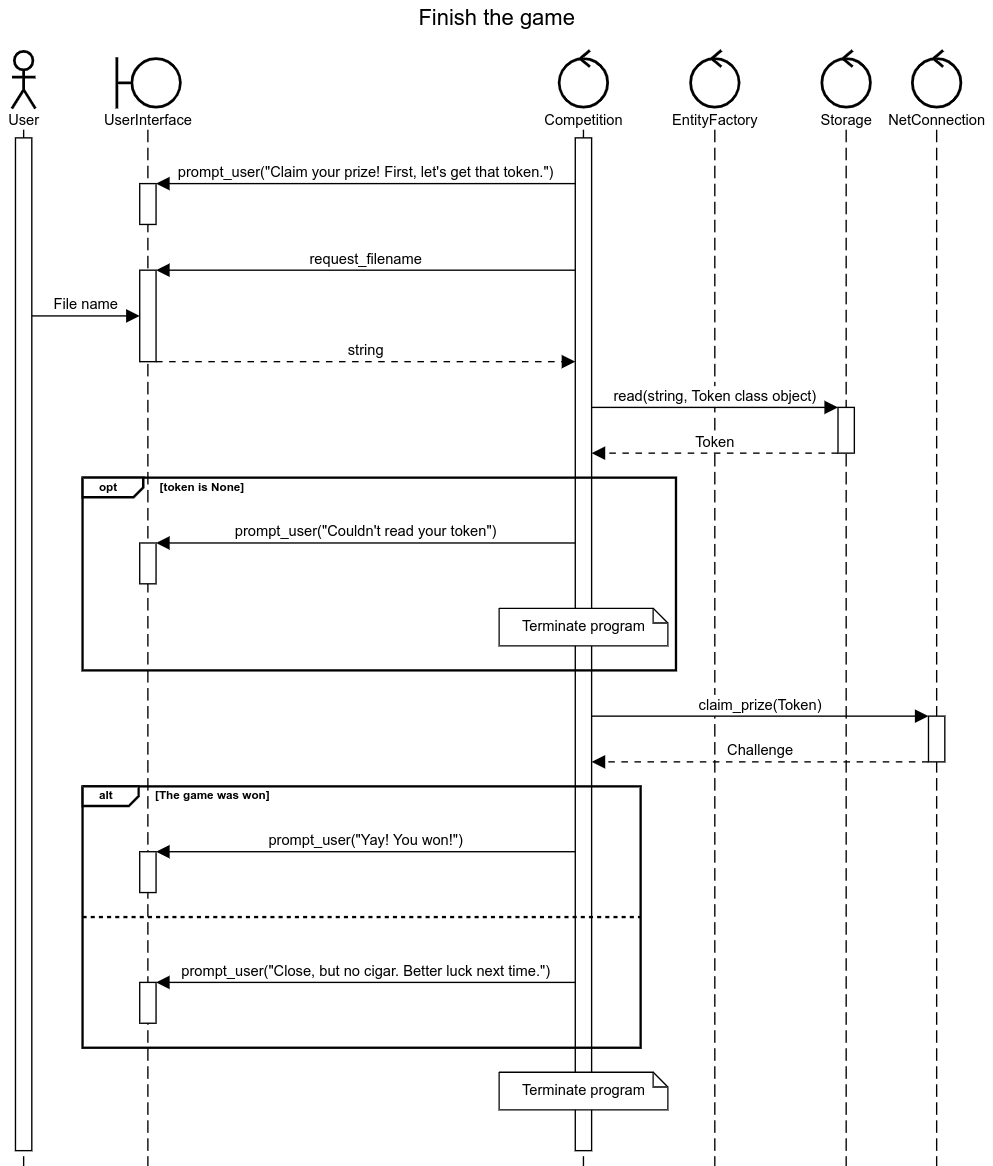 Finish the game
User
UserInterface
Competition
EntityFactory
Storage
NetConnection
prompt_user("Claim your prize! First, let's get that token.")
request_filename
File name
string
read(string, Token class object)
Token
opt
[token is None]
prompt_user("Couldn't read your token")
Terminate program
claim_prize(Token)
Challenge
alt
[The game was won]
prompt_user("Yay! You won!")
prompt_user("Close, but no cigar. Better luck next time.")
Terminate program